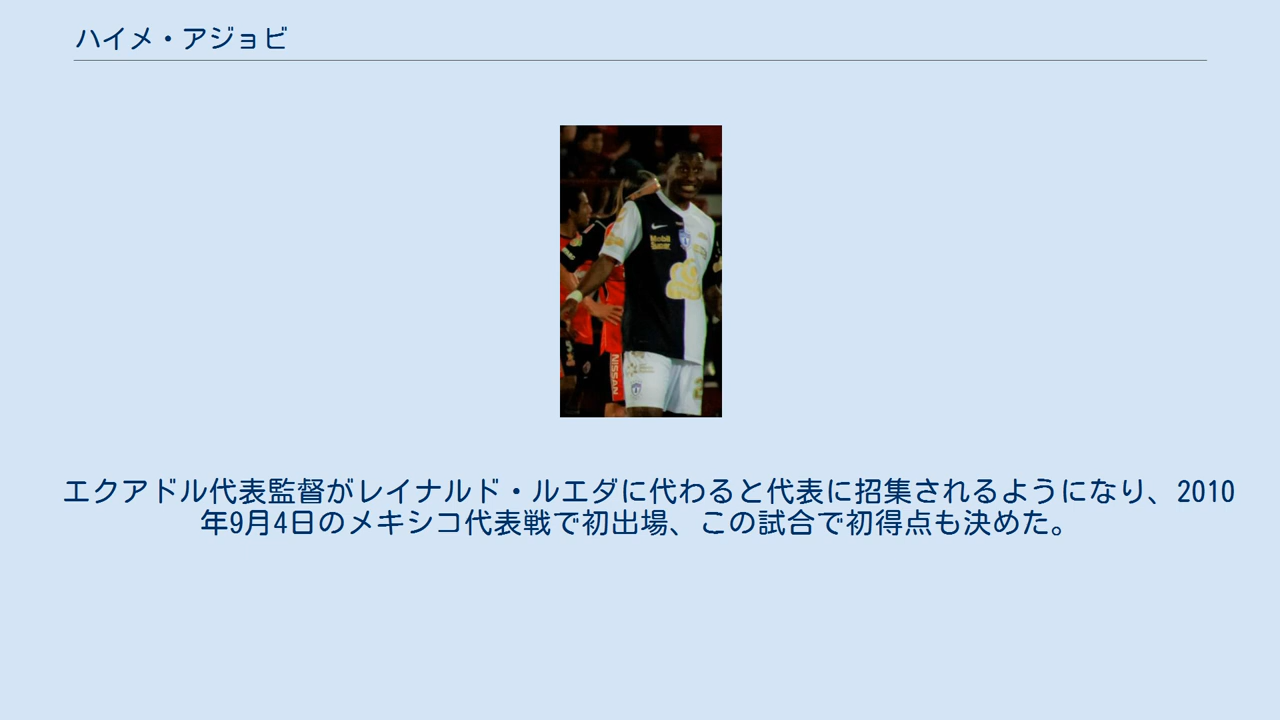 ハイメ・アジョビ
Mobil
Super
NISSAN
エクアドル代表監督がレイナルド・ルエダに代わると代表に招集されるようになり、2010
年9月4日のメキシコ代表戦で初出場、この試合で初得点も決めた。